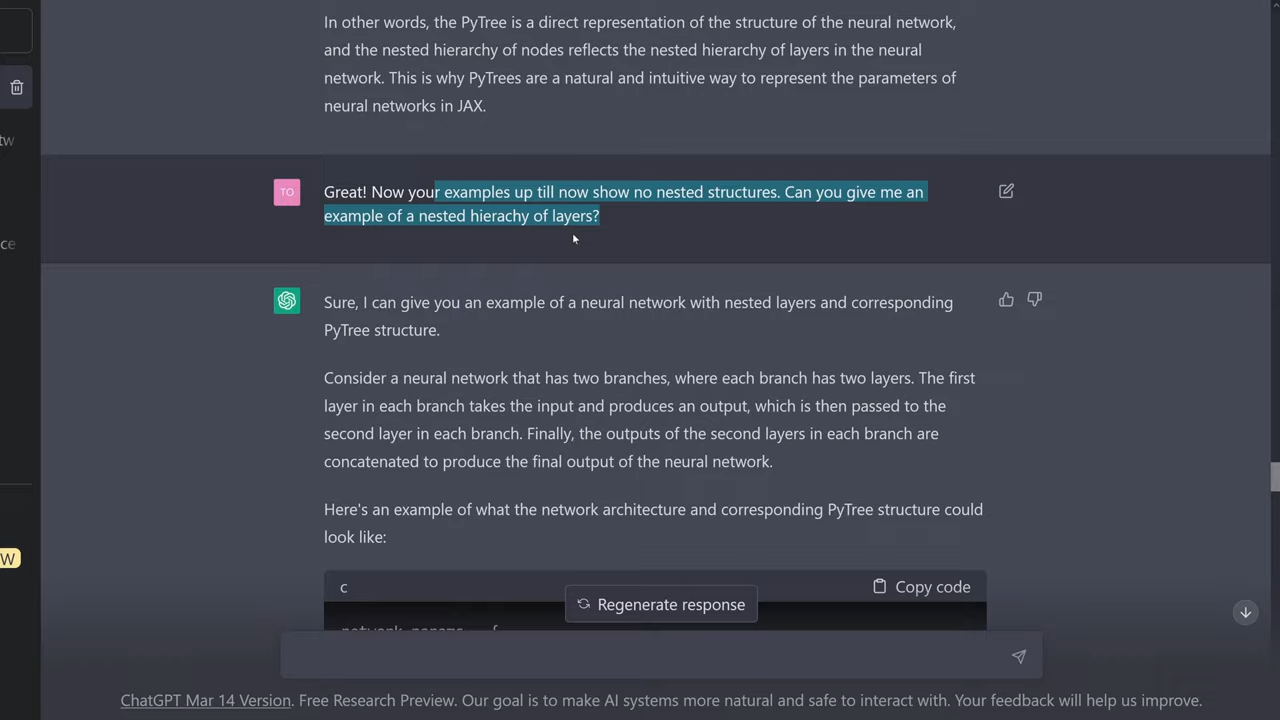 In other words, the PyTree is a direct representation of the structure of the neural network,
and the nested hierarchy of nodes reflects the nested hierarchy of layers in the neural
network. This is why PyTrees are a natural and intuitive way to represent the parameters of
neural networks in JAX.
tw
TO
Great! Now your examples up till now show no nested structures. Can you give me an
example of a nested hierachy of layers?
ce
Sure, I can give you an example of a neural network with nested layers and corresponding
PyTree structure.
Consider a neural network that has two branches, where each branch has two layers. The first
layer in each branch takes the input and produces an output, which is then passed to the
second layer in each branch. Finally, the outputs of the second layers in each branch are
concatenated to produce the final output of the neural network.
Here's an example of what the network architecture and corresponding PyTree structure could
look like:
W
c
Copy code
Regenerate response
ChatGPT Mar 14 Version. Free Research Preview. Our goal is to make AI systems more natural and safe to interact with. Your feedback will help us improve.